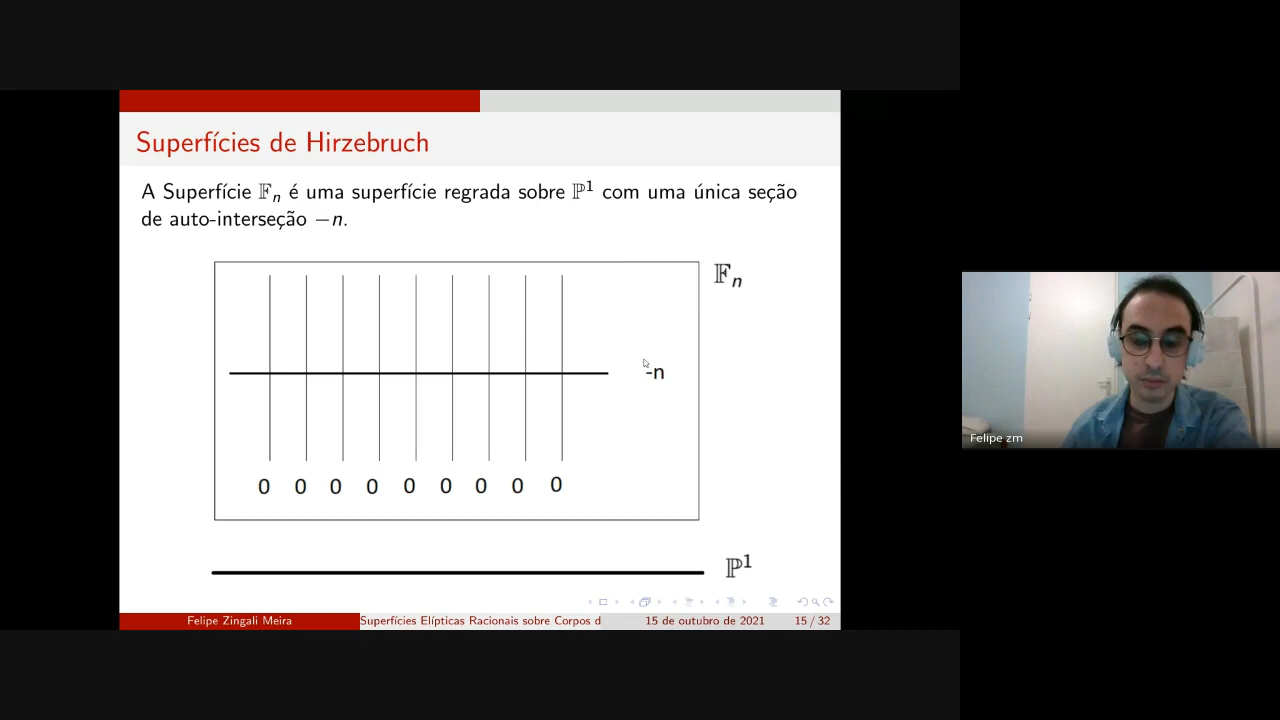 Superfícies de Hirzebruch
A Superfície 𝔽n é uma superfície regrada sobre ℙ¹ com uma única seção
de auto-interseção −n.
𝔽n
-n
0 0 0 0 0 0 0 0 0
ℙ¹
Felipe Zingali Meira Superfícies Elípticas Racionais sobre Corpos d 15 de outubro de 2021 15 / 32
Felipe zm